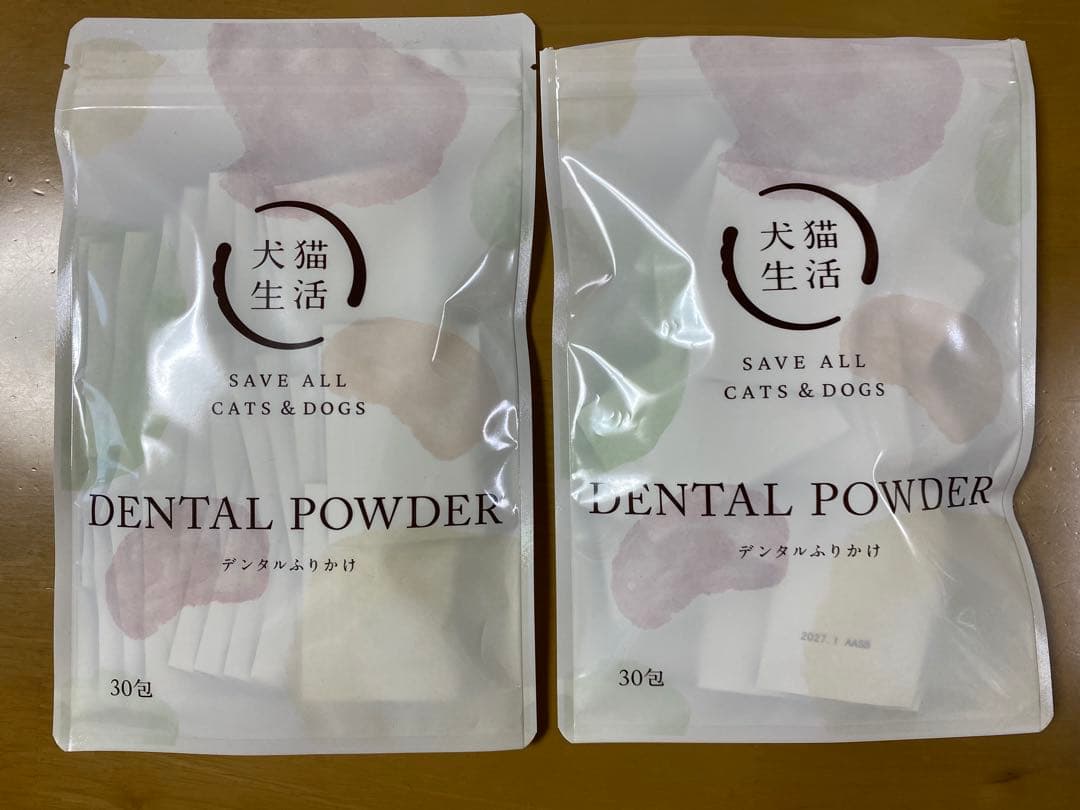 犬猫
生活
SAVE ALL
CATS & DOGS
DENTAL POWDER
デンタルふりかけ
30包
犬猫
生活
SAVE ALL
CATS & DOGS
DENTAL POWDER
デンタルふりかけ
2027.1 AASB
30包